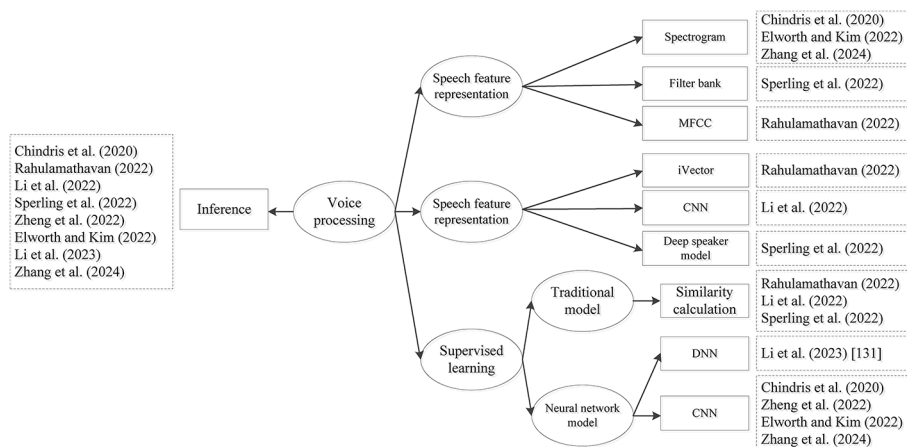 Chindris et al. (2020)
Rahulamathavan (2022)
Li et al. (2022)
Sperling et al. (2022)
Zheng et al. (2022)
Elworth and Kim (2022)
Li et al. (2023)
Zhang et al. (2024)
Inference
Voice
processing
Speech feature
representation
Spectrogram
Chindris et al. (2020)
Elworth and Kim (2022)
Zhang et al. (2024)
Filter bank
Sperling et al. (2022)
MFCC
Rahulamathavan (2022)
Speech feature
representation
iVector
Rahulamathavan (2022)
CNN
Li et al. (2022)
Deep speaker
model
Sperling et al. (2022)
Supervised
learning
Traditional
model
Similarity
calculation
Rahulamathavan (2022)
Li et al. (2022)
Sperling et al. (2022)
Neural network
model
DNN
Li et al. (2023) [131]
CNN
Chindris et al. (2020)
Zheng et al. (2022)
Elworth and Kim (2022)
Zhang et al. (2024)